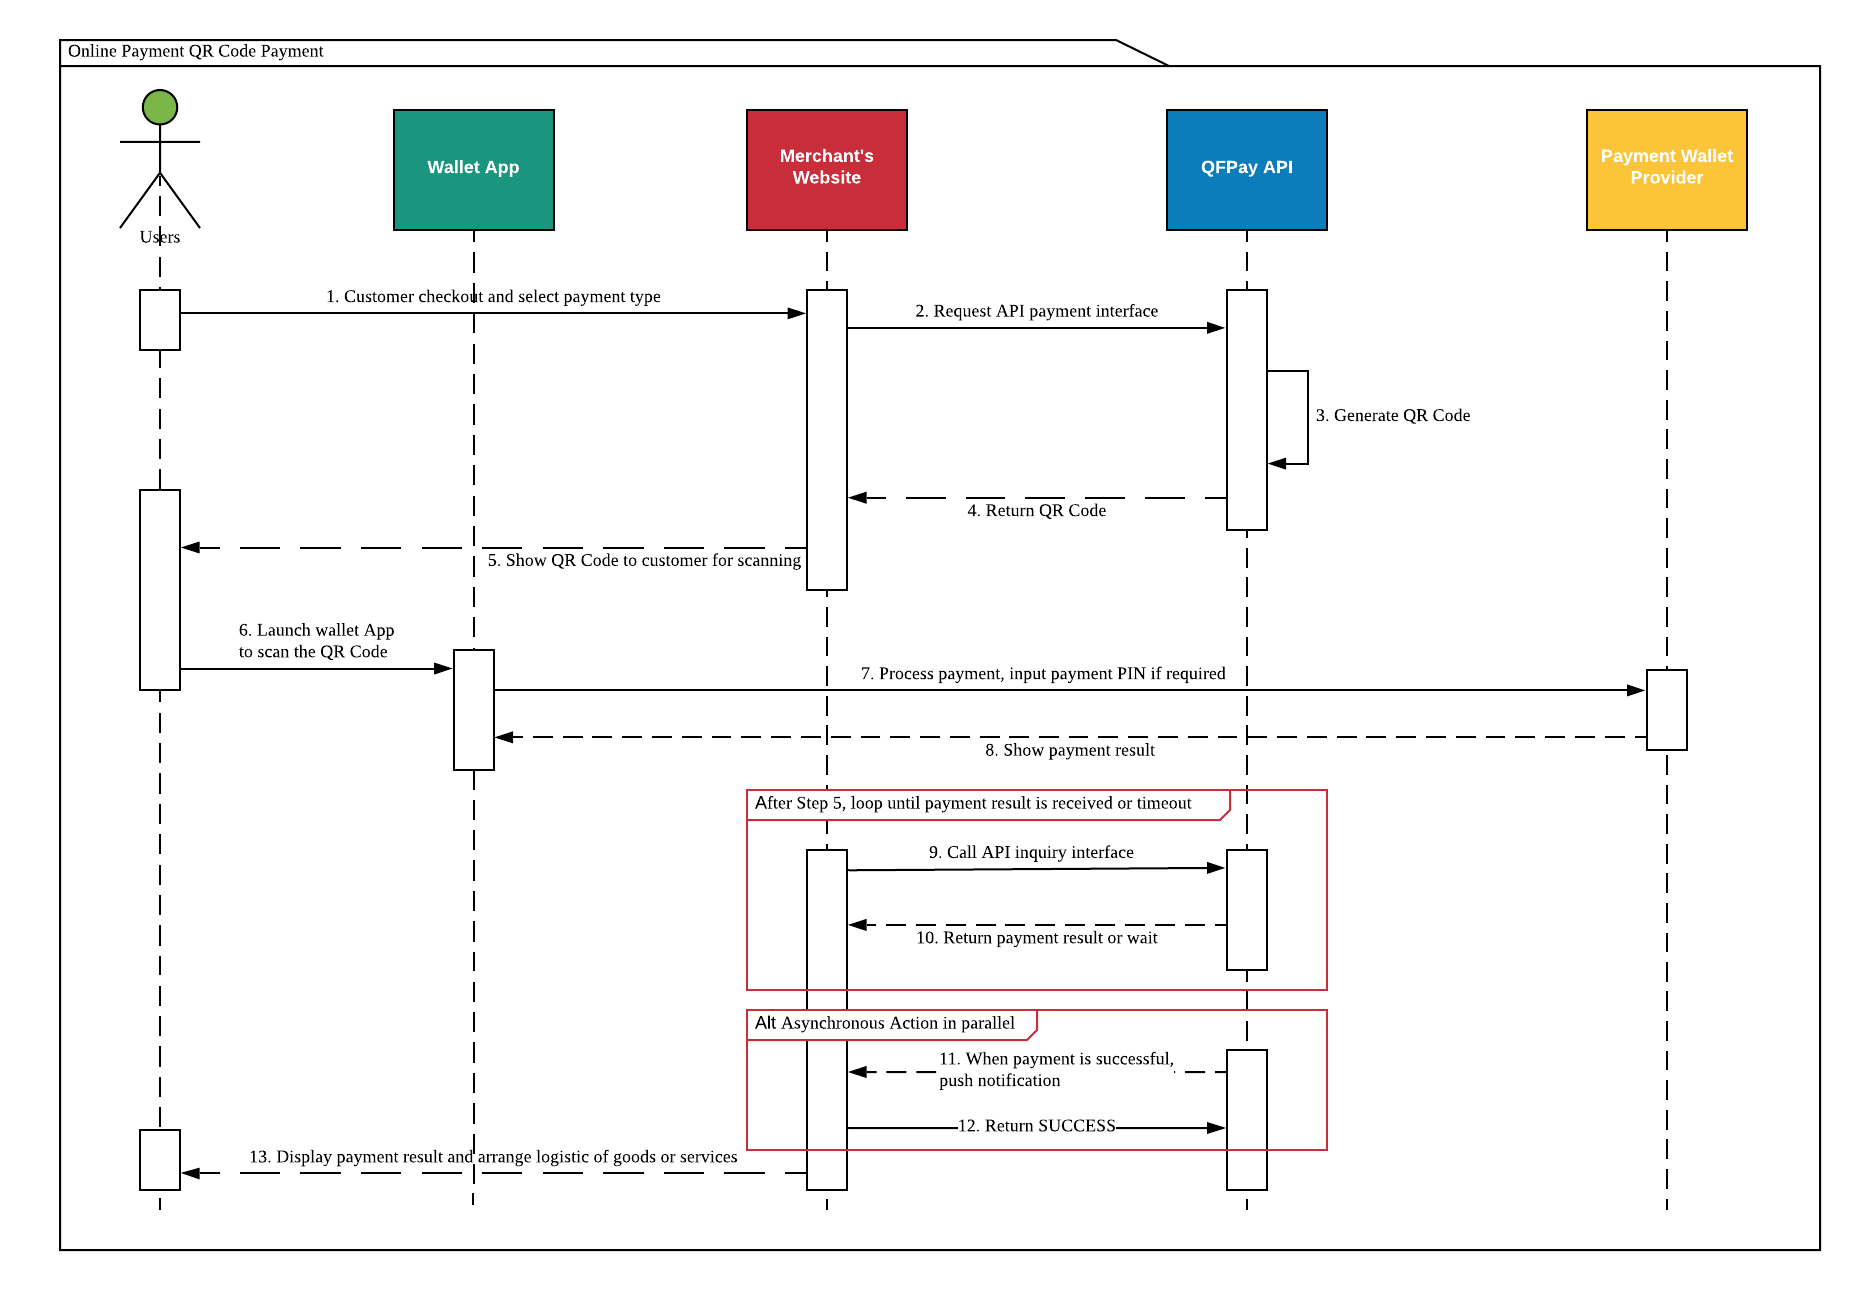 Online Payment QR Code Payment
Users
Wallet App
Merchant's
Website
QFPay API
Payment Wallet
Provider
1. Customer checkout and select payment type
2. Request API payment interface
3. Generate QR Code
4. Return QR Code
5. Show QR Code to customer for scanning
6. Launch wallet App
to scan the QR Code
7. Process payment, input payment PIN if required
8. Show payment result
After Step 5, loop until payment result is received or timeout
9. Call API inquiry interface
10. Return payment result or wait
Alt Asynchronous Action in parallel
11. When payment is successful,
push notification
12. Return SUCCESS
13. Display payment result and arrange logistic of goods or services